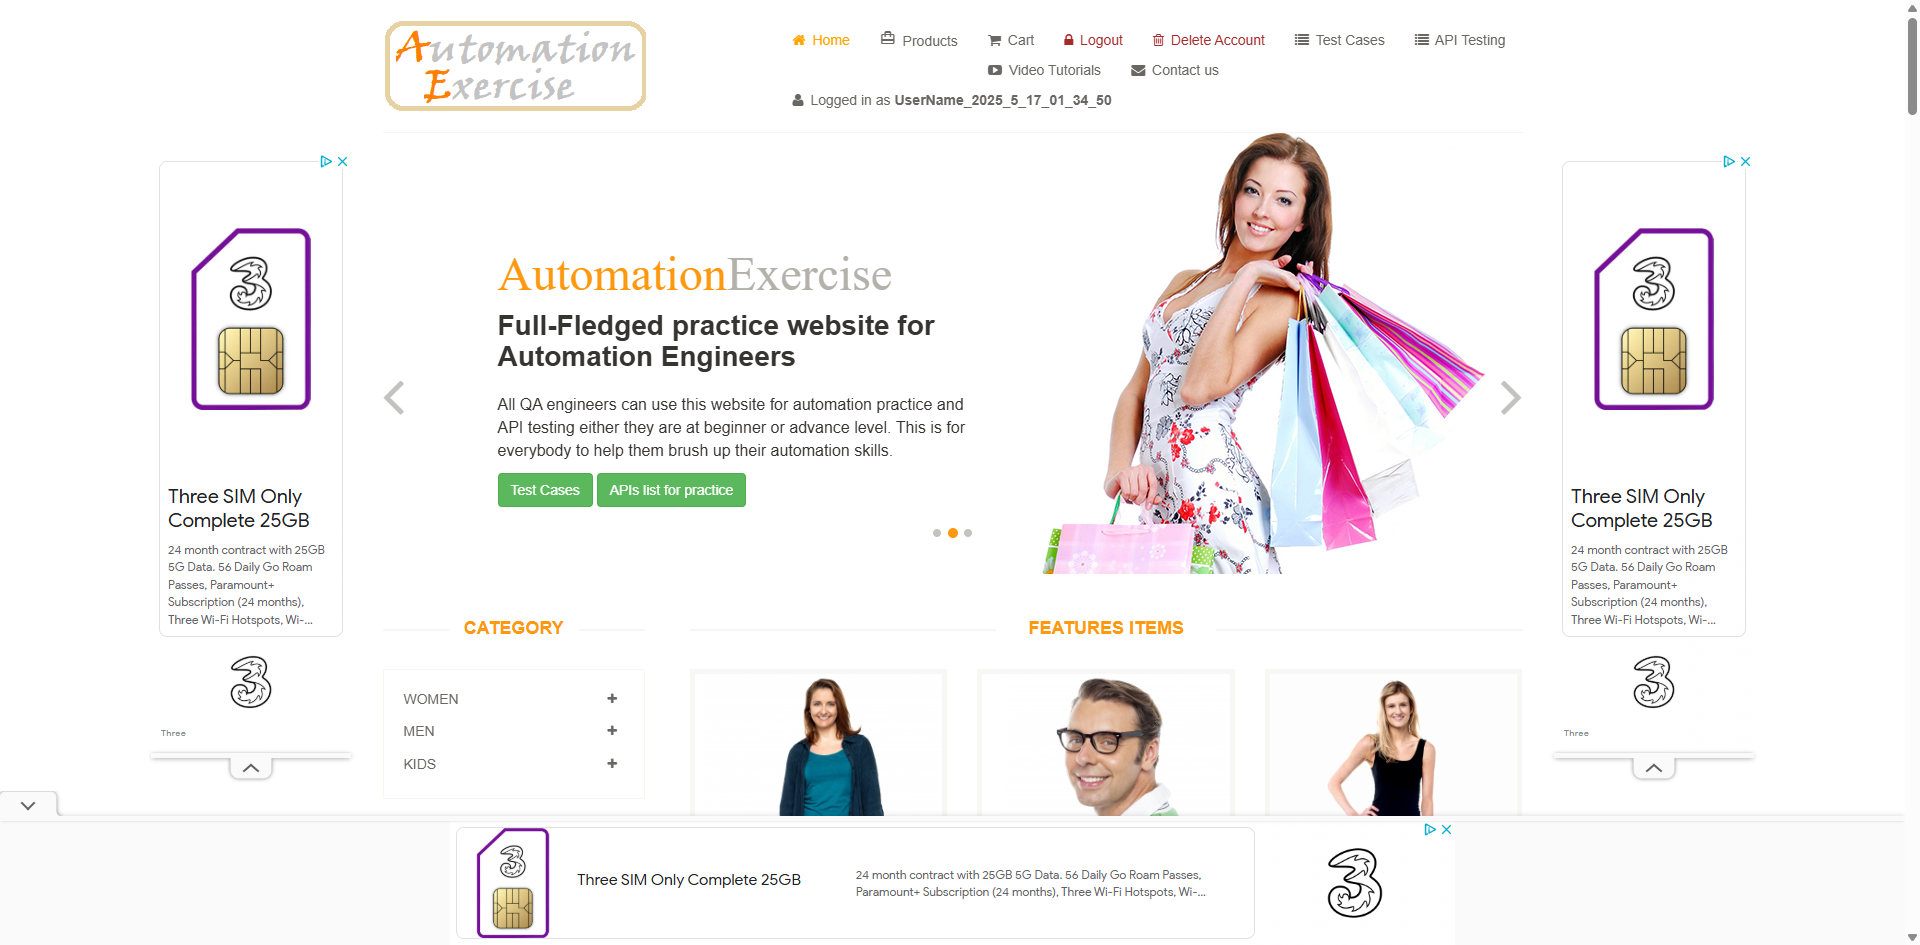 Automation
Exercise
Home
Products
Cart
Logout
Delete Account
Test Cases
API Testing
Video Tutorials
Contact us
Logged in as UserName_2025_5_17_01_34_50
AutomationExercise
Full-Fledged practice website for
Automation Engineers
All QA engineers can use this website for automation practice and
API testing either they are at beginner or advance level. This is for
everybody to help them brush up their automation skills.
Test Cases
APIs list for practice
Three SIM Only
Complete 25GB
24 month contract with 25GB
5G Data. 56 Daily Go Roam
Passes, Paramount+
Subscription (24 months),
Three Wi-Fi Hotspots, Wi-...
Three
Three SIM Only
Complete 25GB
24 month contract with 25GB
5G Data. 56 Daily Go Roam
Passes, Paramount+
Subscription (24 months),
Three Wi-Fi Hotspots, Wi-...
Three
CATEGORY
WOMEN
MEN
KIDS
FEATURES ITEMS
Three SIM Only Complete 25GB
24 month contract with 25GB 5G Data. 56 Daily Go Roam Passes,
Paramount+ Subscription (24 months), Three Wi-Fi Hotspots, Wi-...